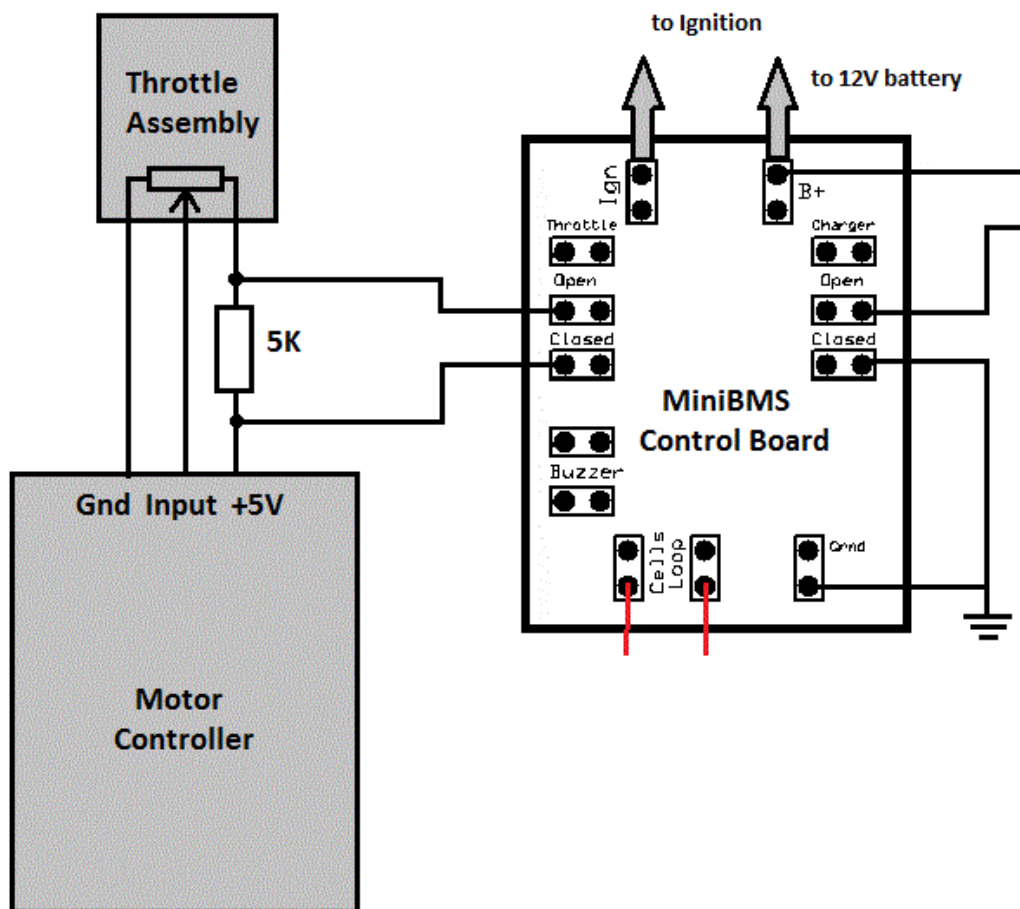 to Ignition
to 12V battery
Throttle
Assembly
Ign
B+
Throttle
Charger
Open
Open
5K
Closed
Closed
MiniBMS
Control Board
Buzzer
Gnd Input +5V
Cells
Loop
Grnd
Motor
Controller